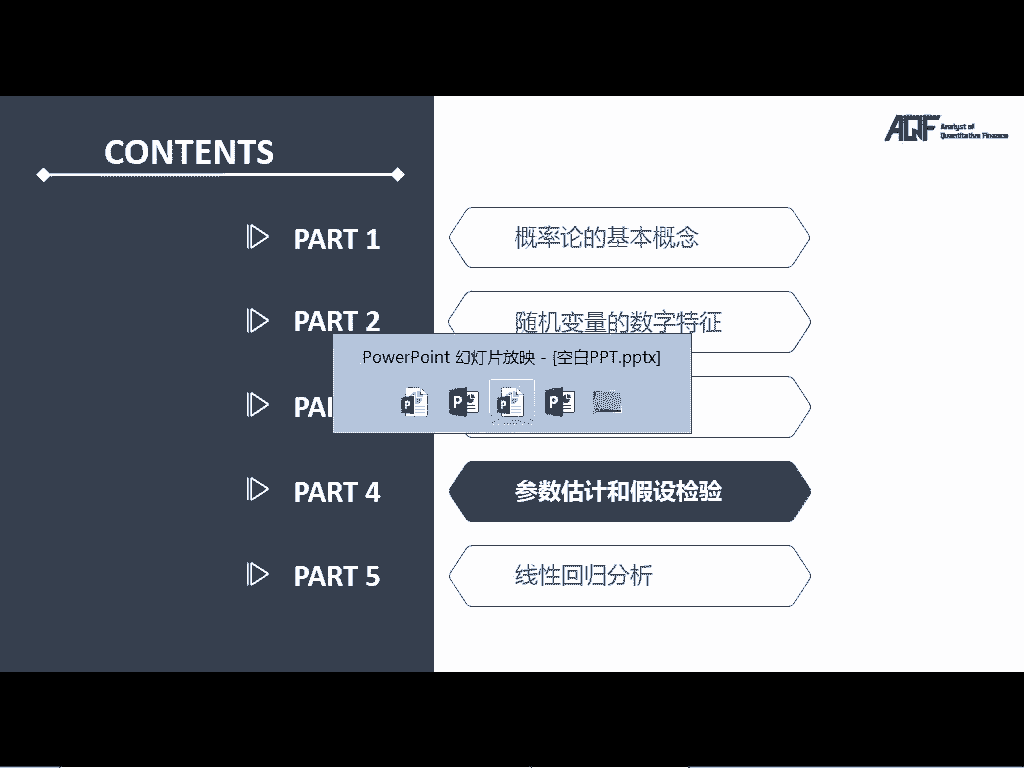 CONTENTS
AQF Analyst of
Quantitative Finance
PART 1
概率论的基本概念
PART 2
随机变量的数字特征
PowerPoint 幻灯片放映 - [空白PPT.pptx]
PAI
PART 4
参数估计和假设检验
PART 5
线性回归分析